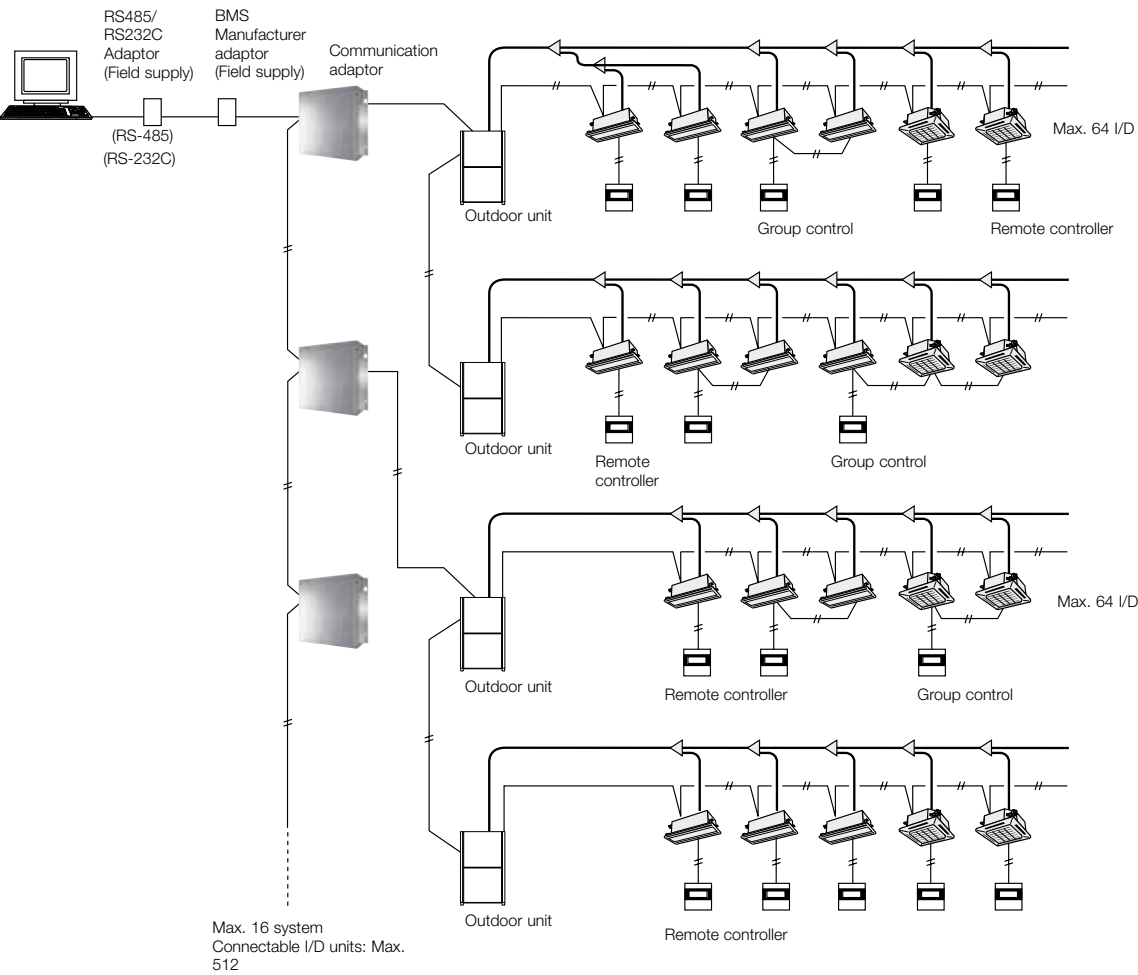 RS485/
RS232C
Adaptor
(Field supply)
BMS
Manufacturer
adaptor
(Field supply)
Communication
adaptor
(RS-485)
(RS-232C)
Max. 64 I/D
Outdoor unit
Group control
Remote controller
Outdoor unit
Remote
controller
Group control
Max. 64 I/D
Outdoor unit
Remote controller
Group control
Outdoor unit
Remote controller
Max. 16 system
Connectable I/D units: Max.
512